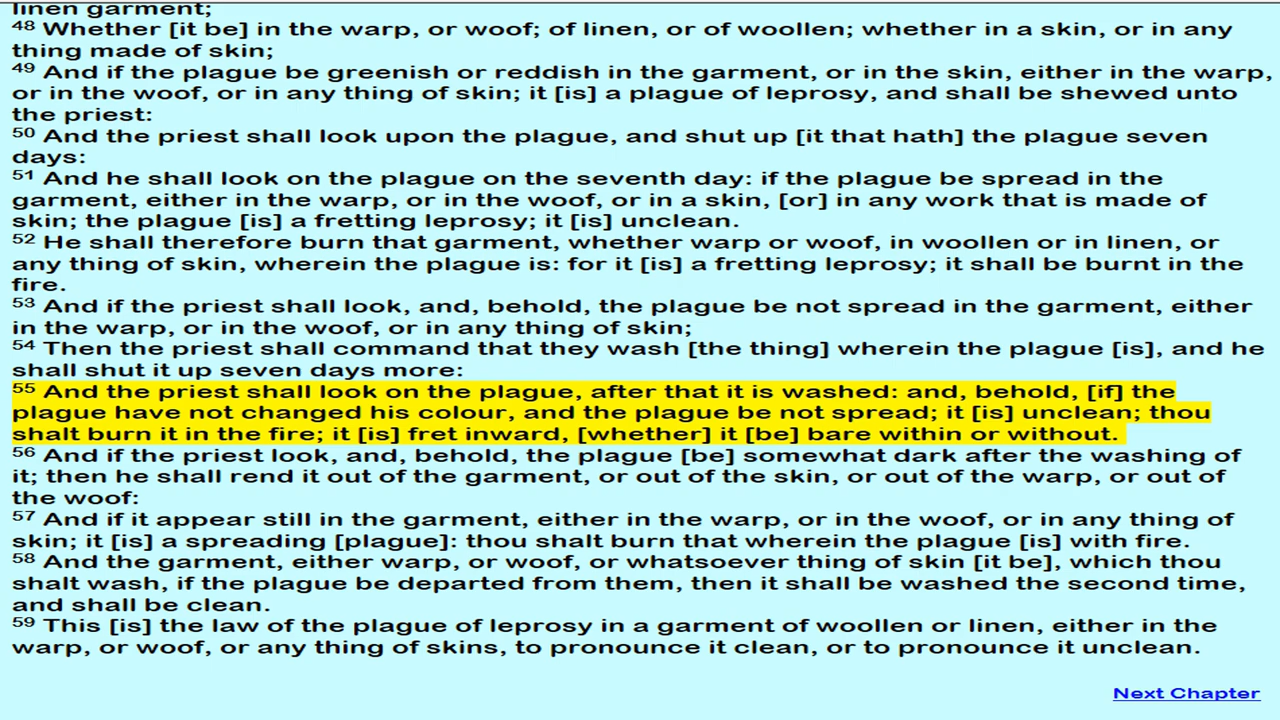 linen garment;
48 Whether [it be] in the warp, or woof; of linen, or of woollen; whether in a skin, or in any
thing made of skin;
49 And if the plague be greenish or reddish in the garment, or in the skin, either in the warp,
or in the woof, or in any thing of skin; it [is] a plague of leprosy, and shall be shewed unto
the priest:
50 And the priest shall look upon the plague, and shut up [it that hath] the plague seven
days:
51 And he shall look on the plague on the seventh day: if the plague be spread in the
garment, either in the warp, or in the woof, or in a skin, [or] in any work that is made of
skin; the plague [is] a fretting leprosy; it [is] unclean.
52 He shall therefore burn that garment, whether warp or woof, in woollen or in linen, or
any thing of skin, wherein the plague is: for it [is] a fretting leprosy; it shall be burnt in the
fire.
53 And if the priest shall look, and, behold, the plague be not spread in the garment, either
in the warp, or in the woof, or in any thing of skin;
54 Then the priest shall command that they wash [the thing] wherein the plague [is], and he
shall shut it up seven days more:
55 And the priest shall look on the plague, after that it is washed: and, behold, [if] the
plague have not changed his colour, and the plague be not spread; it [is] unclean; thou
shalt burn it in the fire; it [is] fret inward, [whether] it [be] bare within or without.
56 And if the priest look, and, behold, the plague [be] somewhat dark after the washing of
it; then he shall rend it out of the garment, or out of the skin, or out of the warp, or out of
the woof:
57 And if it appear still in the garment, either in the warp, or in the woof, or in any thing of
skin; it [is] a spreading [plague]: thou shalt burn that wherein the plague [is] with fire.
58 And the garment, either warp, or woof, or whatsoever thing of skin [it be], which thou
shalt wash, if the plague be departed from them, then it shall be washed the second time,
and shall be clean.
59 This [is] the law of the plague of leprosy in a garment of woollen or linen, either in the
warp, or woof, or any thing of skins, to pronounce it clean, or to pronounce it unclean.
Next Chapter